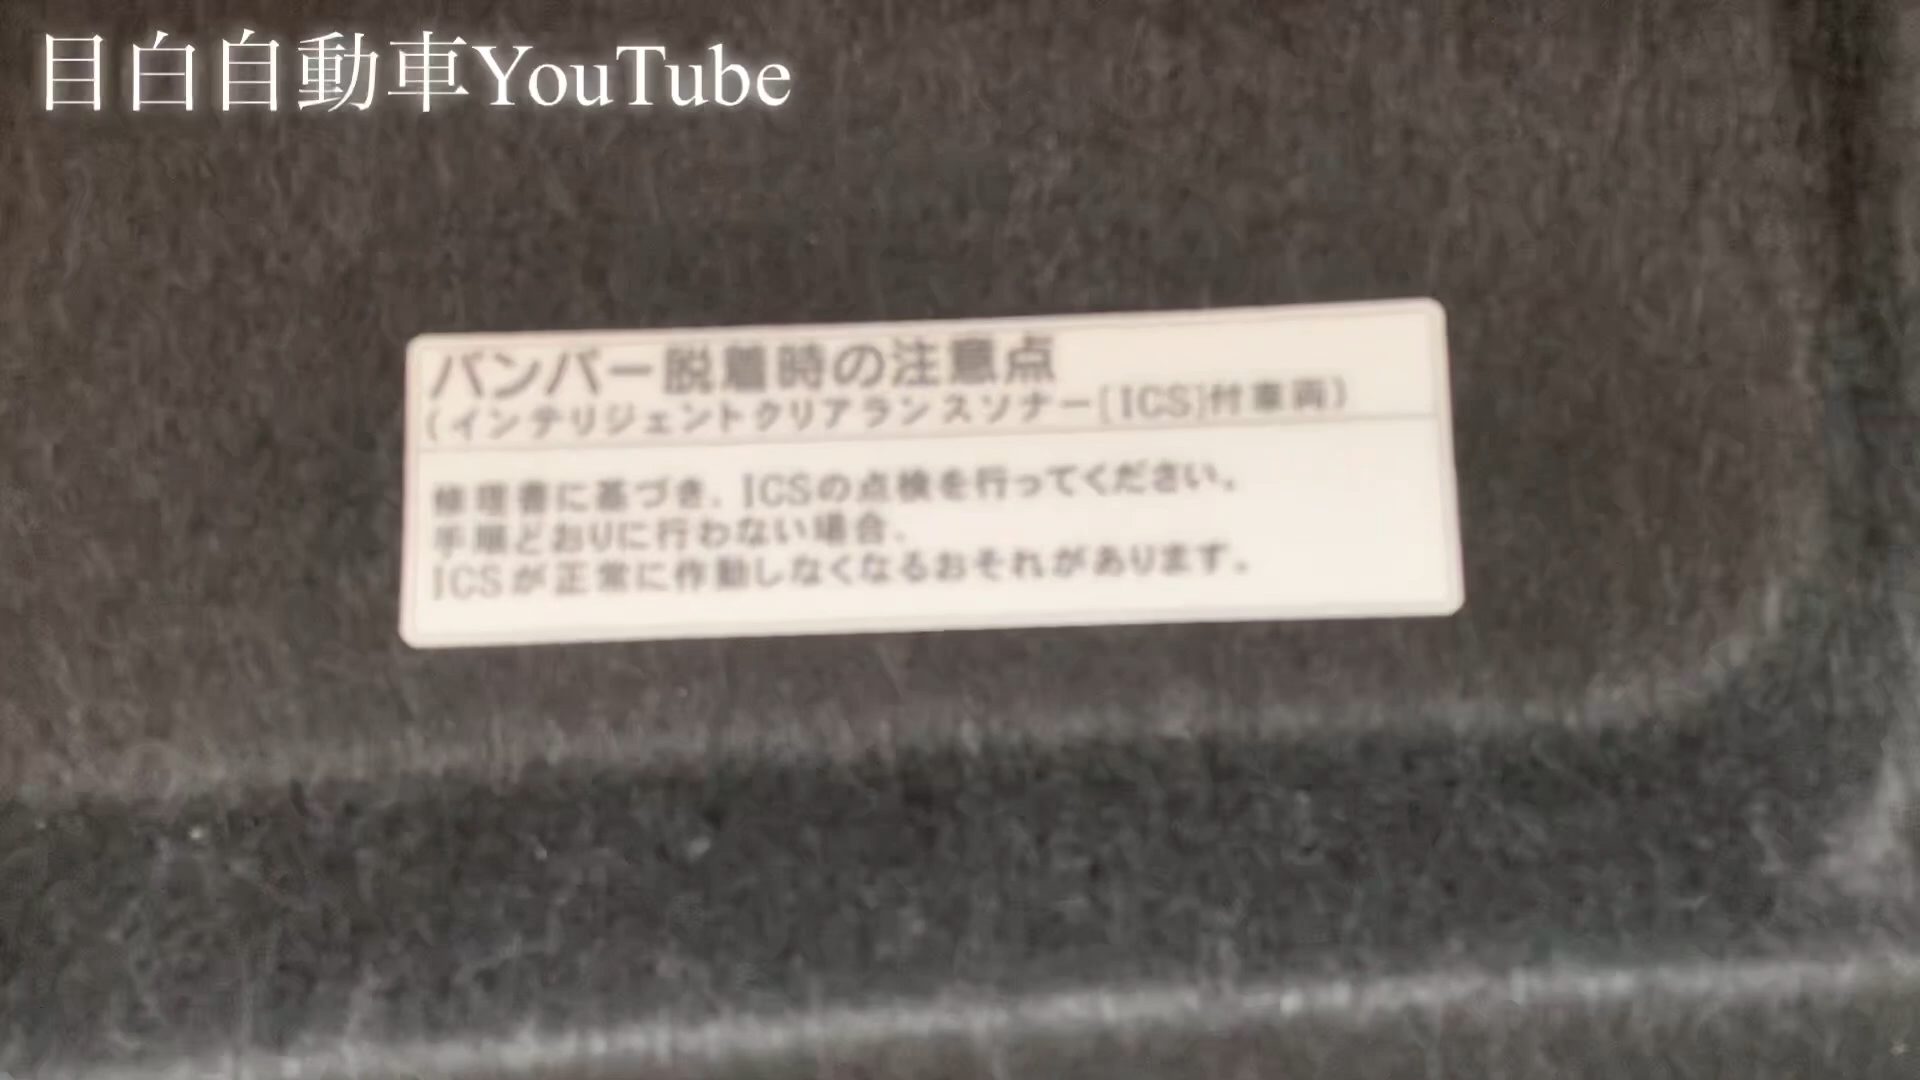 目白自動車YouTube
バンパー脱着時の注意点
(インテリジェントクリアランスソナー[ICS]付車両)
修理書に基づき、ICSの点検を行ってください。
手順どおりに行わない場合、
ICSが正常に作動しなくなるおそれがあります。